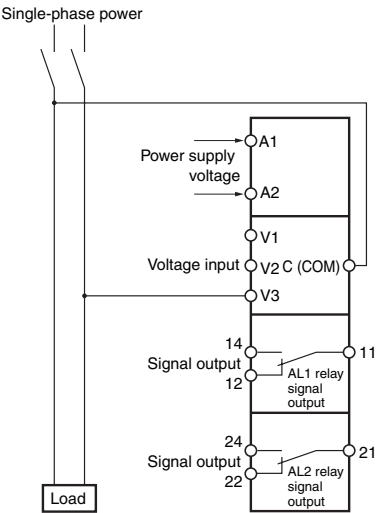 Single-phase power
A1
Power supply
voltage
A2
V1
Voltage input V2 C (COM)
V3
14 11
Signal output
12
AL1 relay
signal
output
24 21
Signal output
22
AL2 relay
signal
output
Load